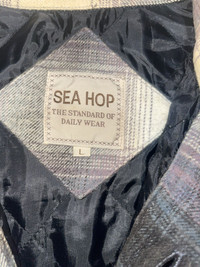 SEA HOP
THE STANDARD OF
DAILY WEAR
L